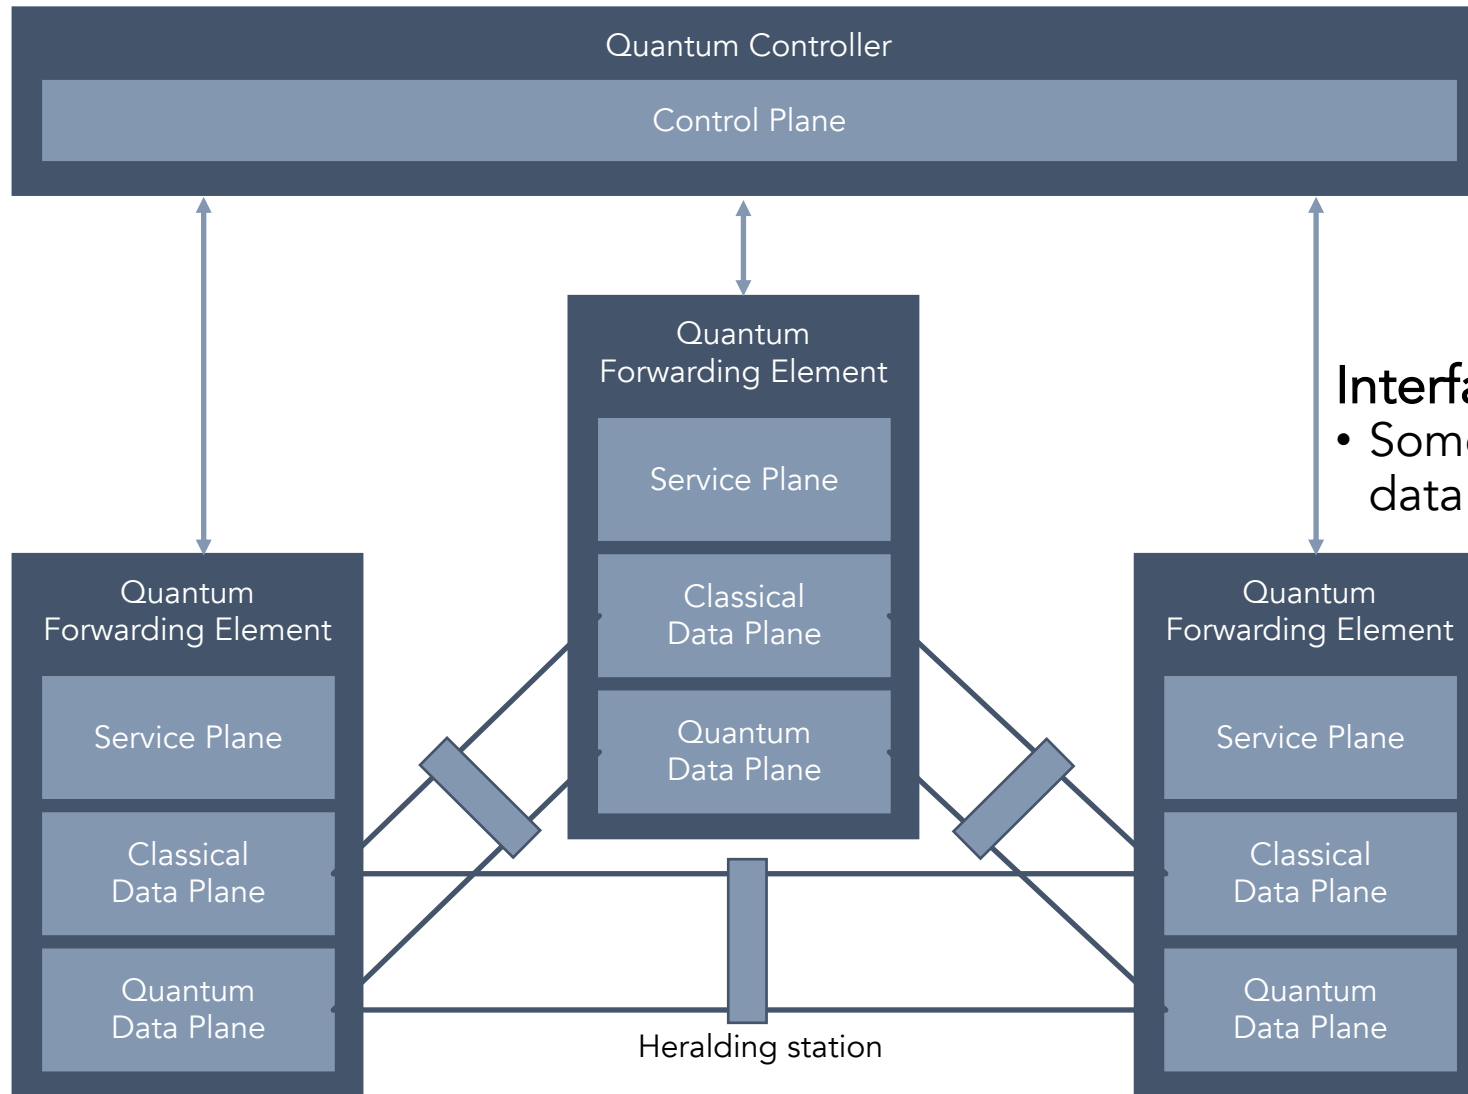 Quantum Controller
Control Plane
Quantum
Forwarding Element
Service Plane
Classical
Data Plane
Quantum
Data Plane
•
data
Quantum
Forwarding Element
Service Plane
Classical
Data Plane
Quantum
Data Plane
Quantum
Forwarding Element
Service Plane
Classical
Data Plane
Quantum
Data Plane
Heralding station